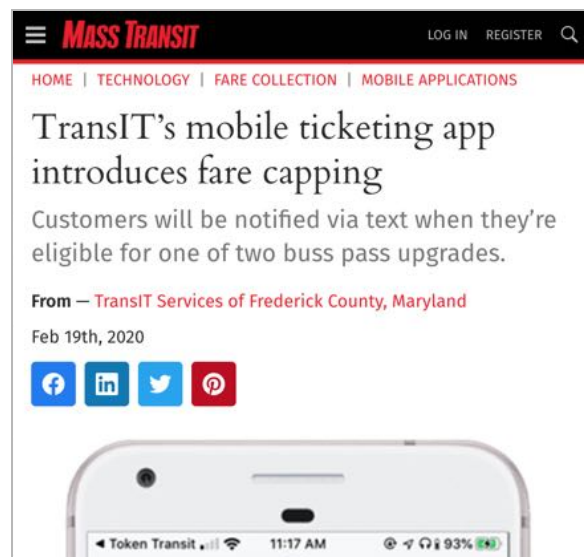 MASS TRANSIT LOG IN REGISTER
HOME | TECHNOLOGY | FARE COLLECTION | MOBILE APPLICATIONS
TransIT’s mobile ticketing app
introduces fare capping
Customers will be notified via text when they’re
eligible for one of two buss pass upgrades.
From — TransIT Services of Frederick County, Maryland
Feb 19th, 2020
Token Transit 11:17 AM 93%